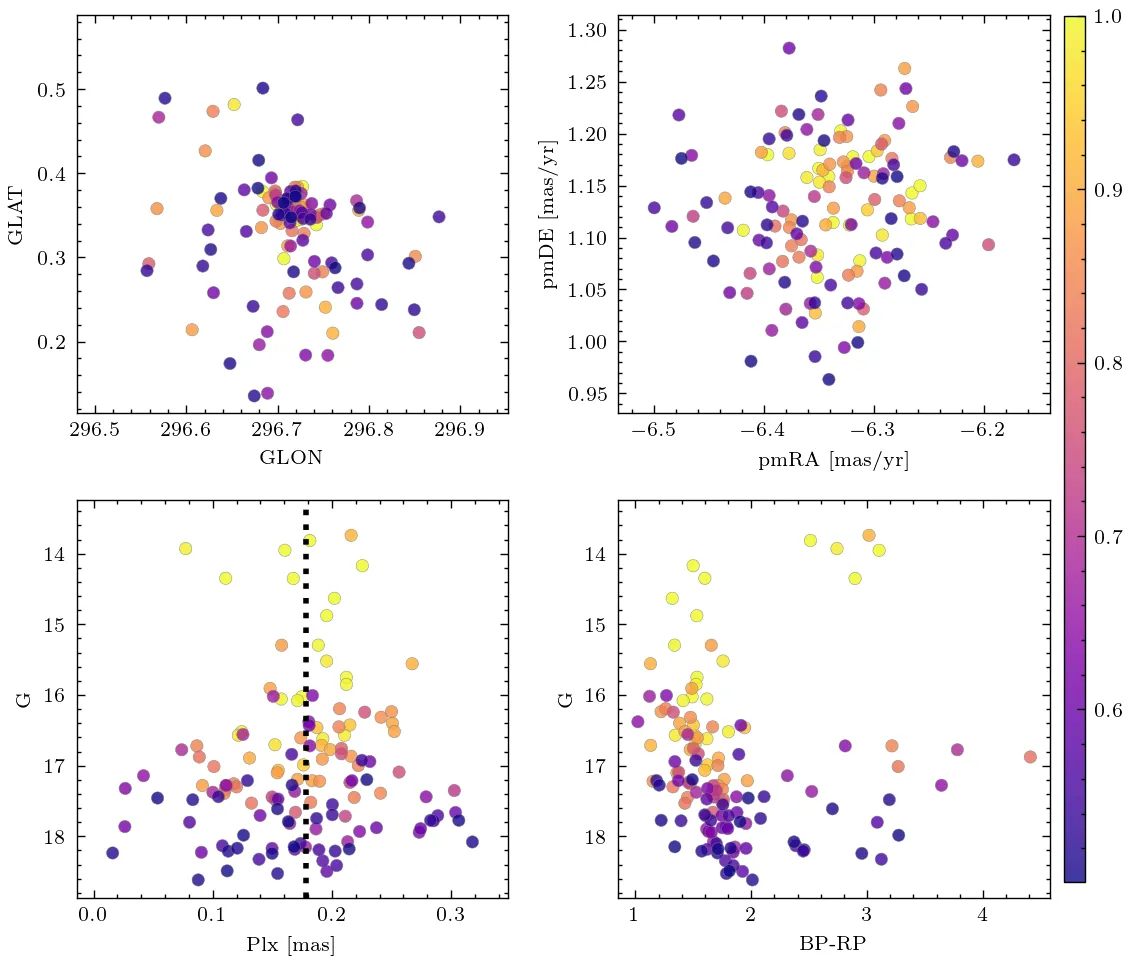 0.5
0.4
0.3
0.2
GLAT
296.5 296.6 296.7 296.8 296.9
GLON
1.30
1.25
1.20
1.15
1.10
1.05
1.00
0.95
pmDE [mas/yr]
−6.5 −6.4 −6.3 −6.2
pmRA [mas/yr]
1.0
0.9
0.8
0.7
0.6
14
15
16
17
18
G
0.0 0.1 0.2 0.3
Plx [mas]
14
15
16
17
18
G
1 2 3 4
BP-RP